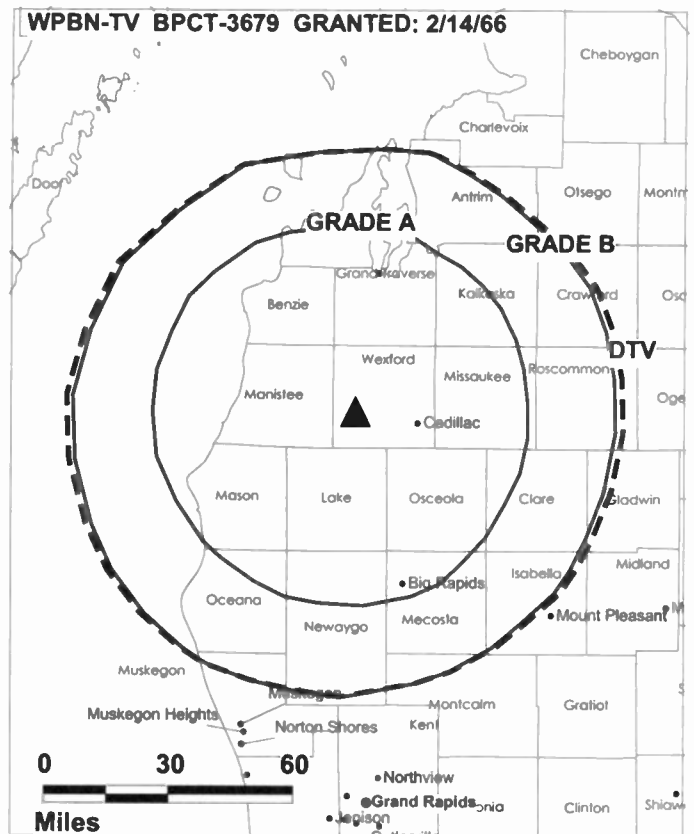 WPBN-TV BPCT-3679 GRANTED: 2/14/66
Cheboygan
Charlevoix
Door
Antrim
Otsego
GRADE A
GRADE B
Grand Traverse
Kalkaska
Crawford
Benzie
DTV
Wexford
Roscommon
Missaukee
Manistee
Cadillac
Mason
Lake
Osceola
Clare
Gladwin
Midland
Isabella
Big Rapids
Oceana
Mecosta
Mount Pleasant
Newaygo
Muskegon
Muskegon
Montcalm
Gratiot
Muskegon Heights
Norton Shores
Kent
0 30 60
Northview
Grand Rapids
Clinton
Jenison
Miles